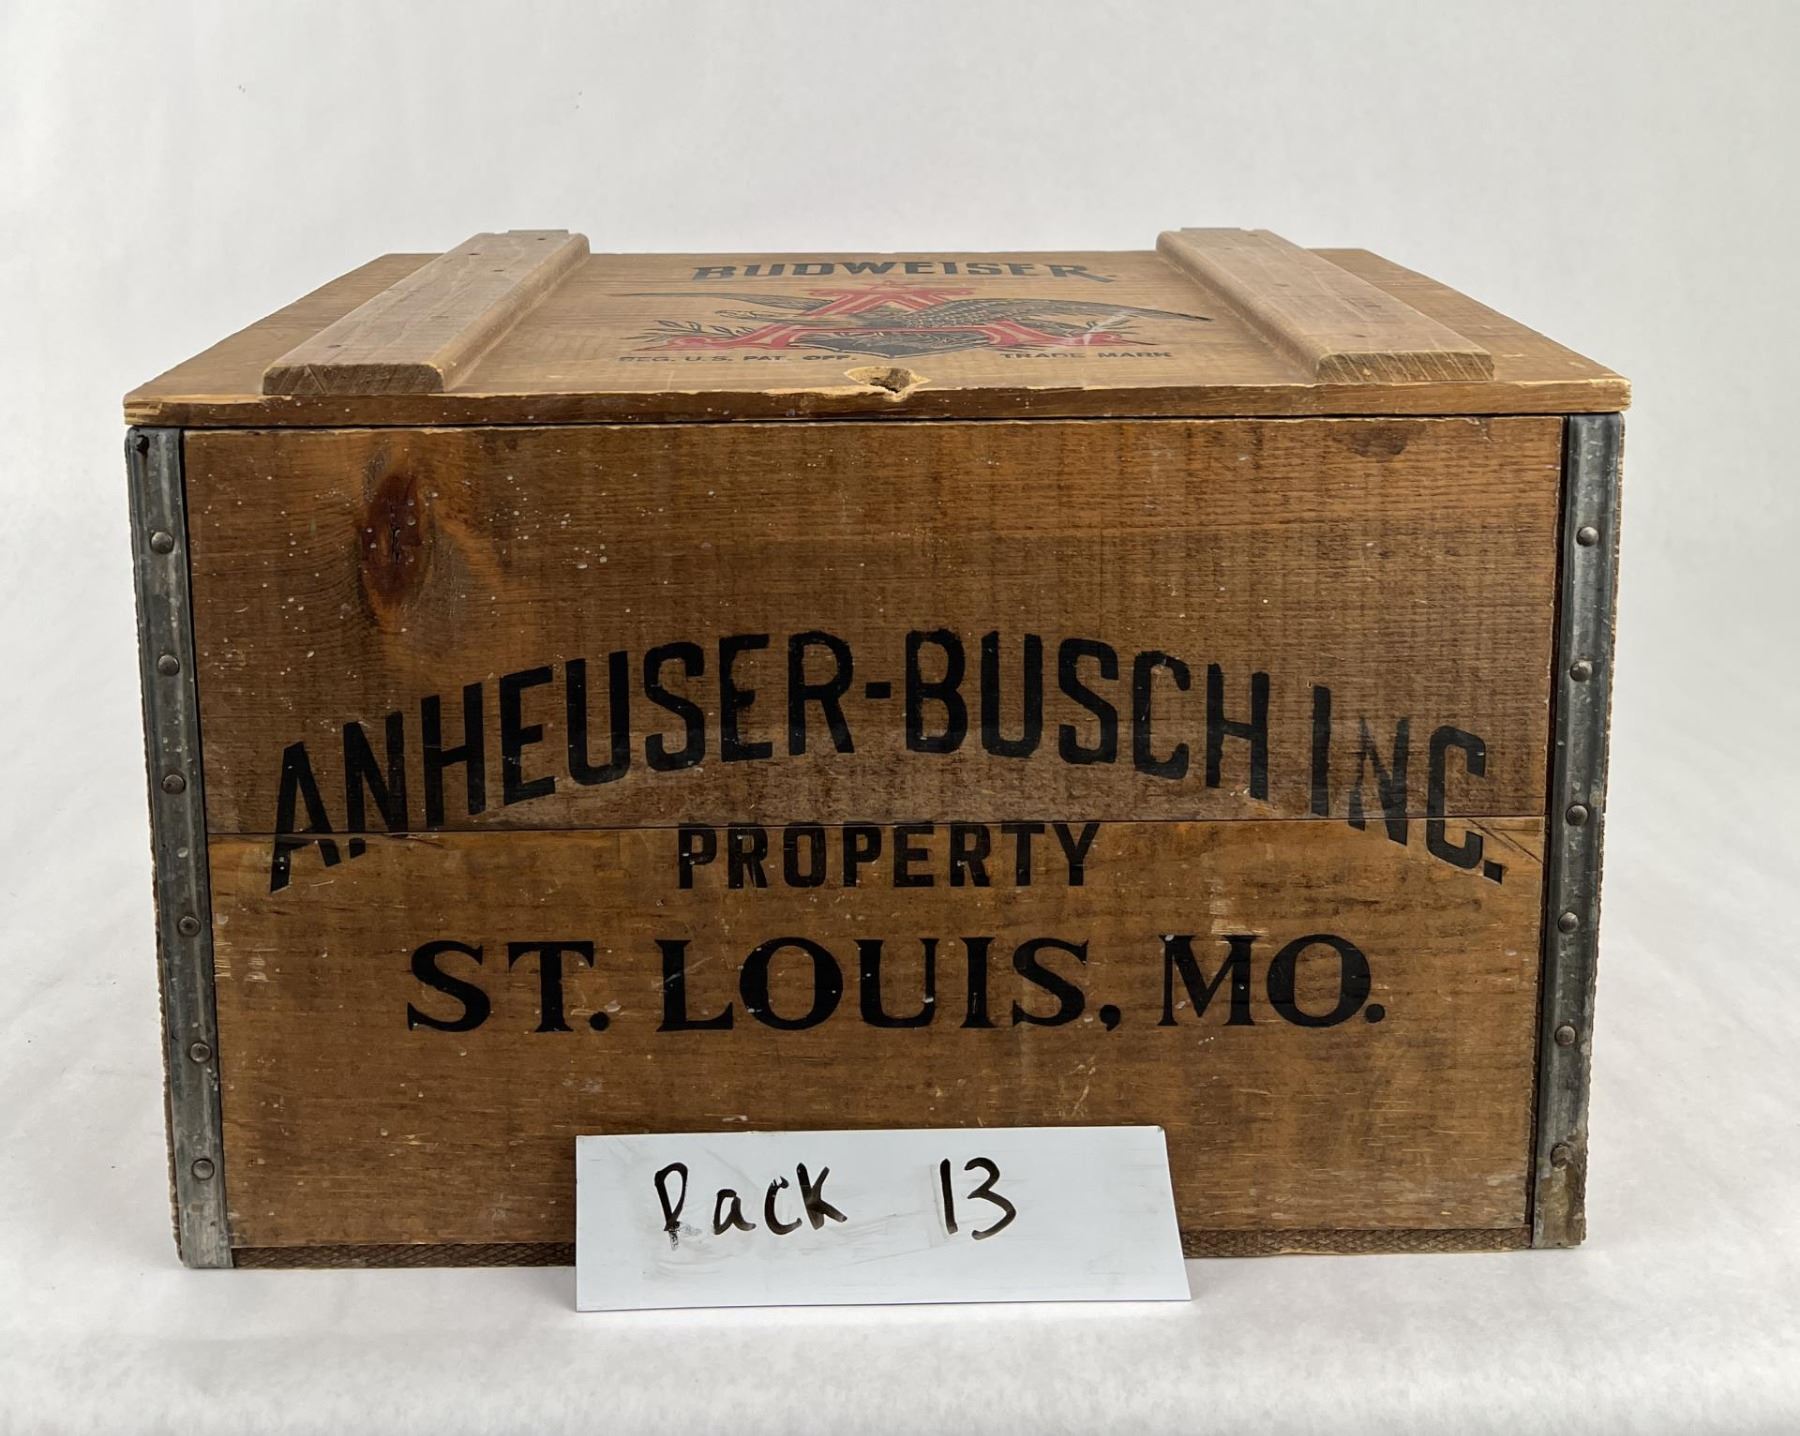 BUDWEISER
REG. U.S. PAT. OFF. TRADE MARK
ANHEUSER-BUSCH INC.
PROPERTY
ST. LOUIS, MO.
Pack 13